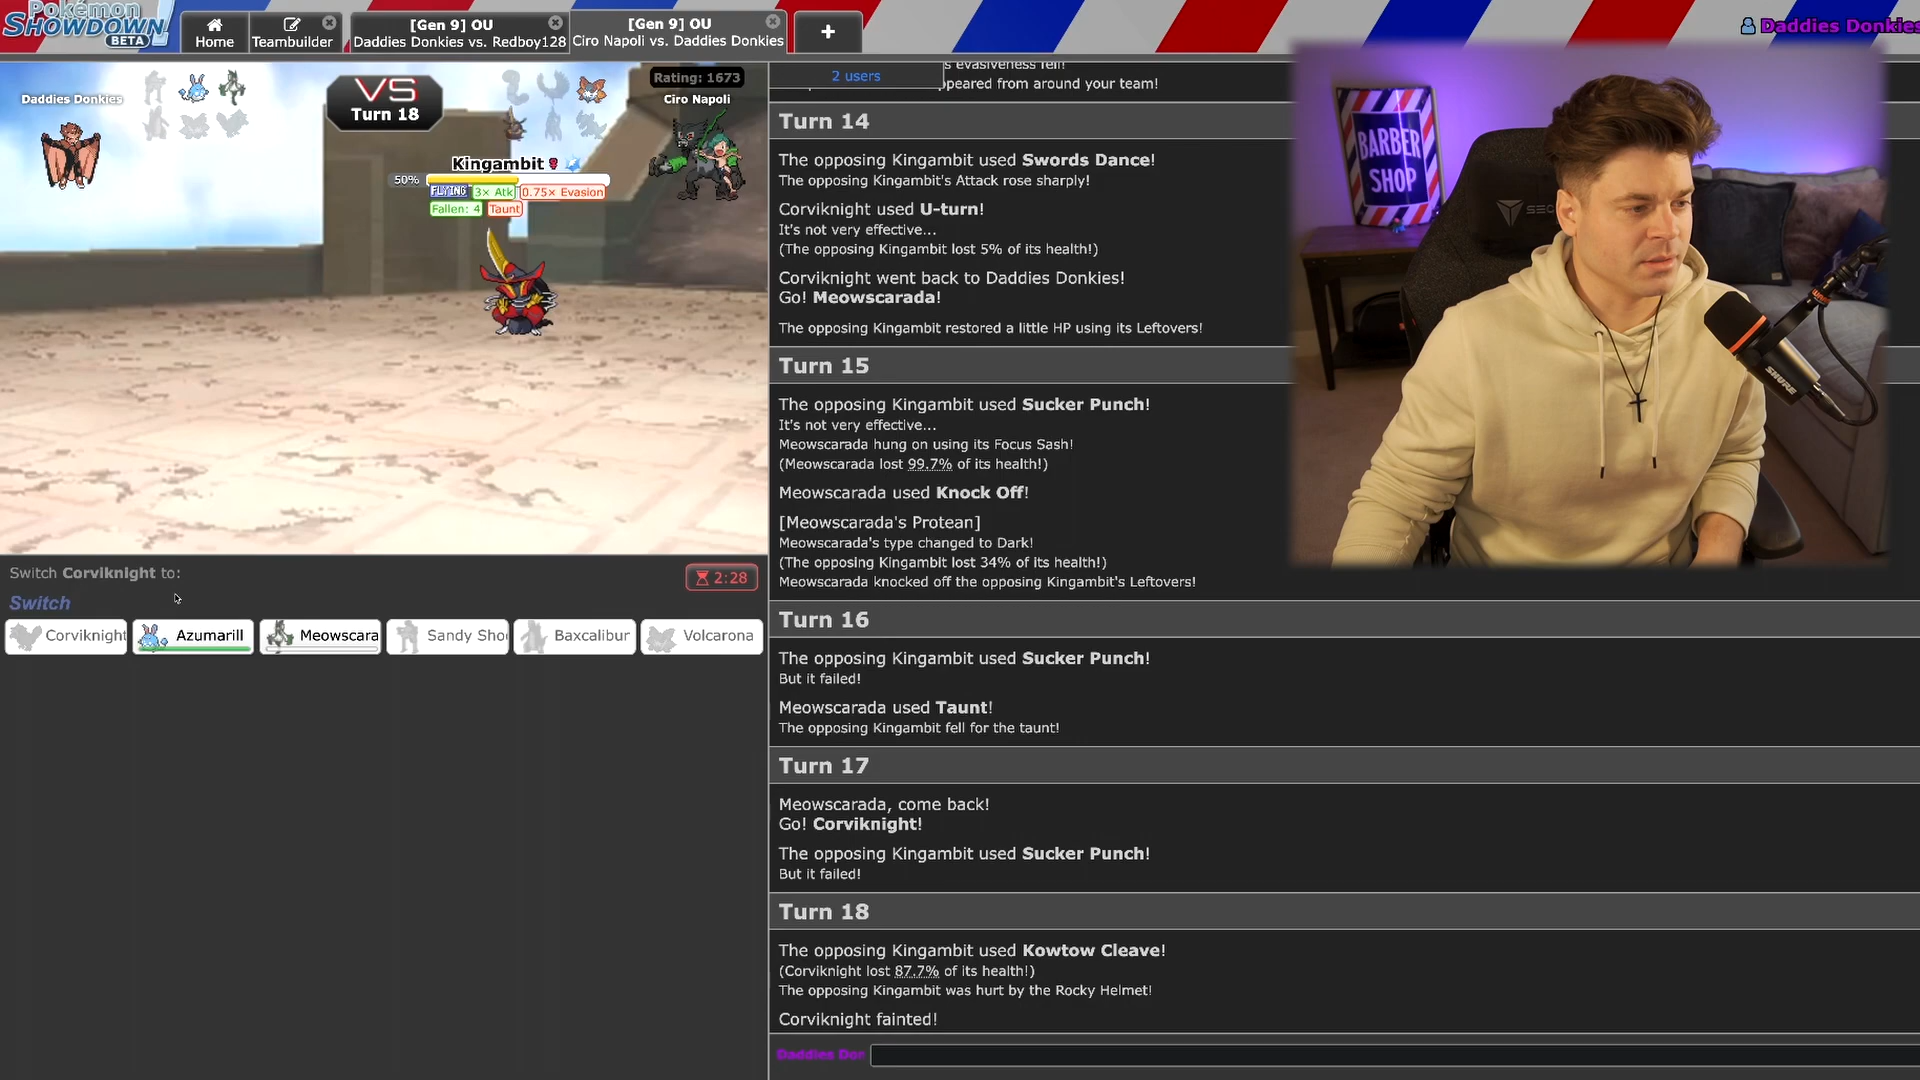 Pokémon
SHOWDOWN!
BETA
Home
Teambuilder
[Gen 9] OU
Daddies Donkies vs. Redboy128
[Gen 9] OU
Ciro Napoli vs. Daddies Donkies
+
Daddies Donkies
Daddies Donkies
VS
Turn 18
Rating: 1673
Ciro Napoli
Kingambit
50%
FLYING 3× Atk 0.75× Evasion
Fallen: 4 Taunt
Switch Corviknight to:
2:28
Switch
Corviknight
Azumarill
Meowscara
Sandy Sho
Baxcalibur
Volcarona
2 users
s evasiveness fell!
ppeared from around your team!
Turn 14
The opposing Kingambit used Swords Dance!
The opposing Kingambit's Attack rose sharply!
Corviknight used U-turn!
It's not very effective...
(The opposing Kingambit lost 5% of its health!)
Corviknight went back to Daddies Donkies!
Go! Meowscarada!
The opposing Kingambit restored a little HP using its Leftovers!
Turn 15
The opposing Kingambit used Sucker Punch!
It's not very effective...
Meowscarada hung on using its Focus Sash!
(Meowscarada lost 99.7% of its health!)
Meowscarada used Knock Off!
[Meowscarada's Protean]
Meowscarada's type changed to Dark!
(The opposing Kingambit lost 34% of its health!)
Meowscarada knocked off the opposing Kingambit's Leftovers!
Turn 16
The opposing Kingambit used Sucker Punch!
But it failed!
Meowscarada used Taunt!
The opposing Kingambit fell for the taunt!
Turn 17
Meowscarada, come back!
Go! Corviknight!
The opposing Kingambit used Sucker Punch!
But it failed!
Turn 18
The opposing Kingambit used Kowtow Cleave!
(Corviknight lost 87.7% of its health!)
The opposing Kingambit was hurt by the Rocky Helmet!
Corviknight fainted!
Daddies Don
BARBER
SHOP
SHURE